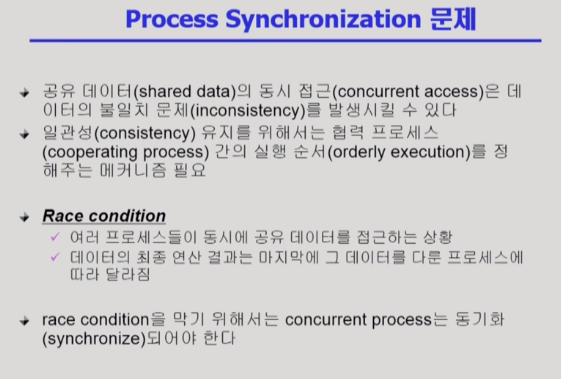 Process Synchronization 문제
공유 데이터(shared data)의 동시 접근(concurrent access)은 데
이터의 불일치 문제(inconsistency)를 발생시킬 수 있다
일관성(consistency) 유지를 위해서는 협력 프로세스
(cooperating process) 간의 실행 순서(orderly execution)를 정
해주는 메커니즘 필요
Race condition
여러 프로세스들이 동시에 공유 데이터를 접근하는 상황
데이터의 최종 연산 결과는 마지막에 그 데이터를 다룬 프로세스에
따라 달라짐
race condition을 막기 위해서는 concurrent process는 동기화
(synchronize)되어야 한다